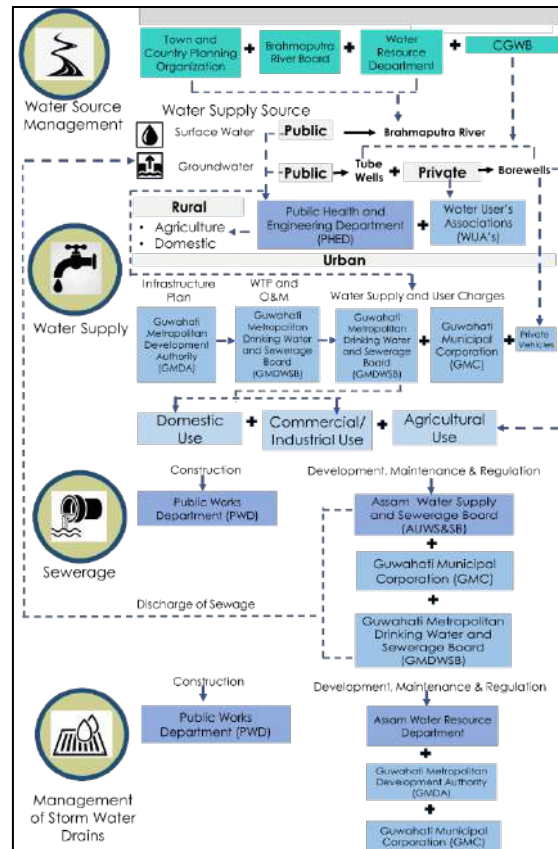 Town and
Country Planning
Organization
+
Brahmaputra
River Board
+
Water
Resource
Department
+
CGWB
Water Source
Management
Water Supply Source
Surface Water
Public
Brahmaputra River
Groundwater
Public
Tube
Wells
+
Private
Borewells
Rural
• Agriculture
• Domestic
Public Health and
Engineering Department
(PHED)
+
Water User's
Associations
(WUA's)
Urban
Water Supply
Infrastructure
Plan
WTP and
O&M
Water Supply and User Charges
Guwahati
Metropolitan
Development
Authority
(GMDA)
Guwahati
Metropolitan
Drinking Water
and Sewerage
Board
(GMDWSB)
Guwahati
Metropolitan
Drinking Water
and Sewerage
Board
(GMDWSB)
+
Guwahati
Municipal
Corporation
(GMC)
+
Private
Vehicles
Domestic
Use
+
Commercial/
Industrial Use
+
Agricultural
Use
Sewerage
Construction
Public Works
Department (PWD)
Development, Maintenance & Regulation
Assam Water Supply
and Sewerage Board
(AUWS&SB)
+
Guwahati Municipal
Corporation (GMC)
+
Guwahati Metropolitan
Drinking Water and
Sewerage Board
(GMDWSB)
Discharge of Sewage
Management
of Storm Water
Drains
Construction
Public Works
Department (PWD)
Development, Maintenance & Regulation
Assam Water Resource
Department
+
Guwahati Metropolitan
Development Authority
(GMDA)
+
Guwahati Municipal
Corporation (GMC)